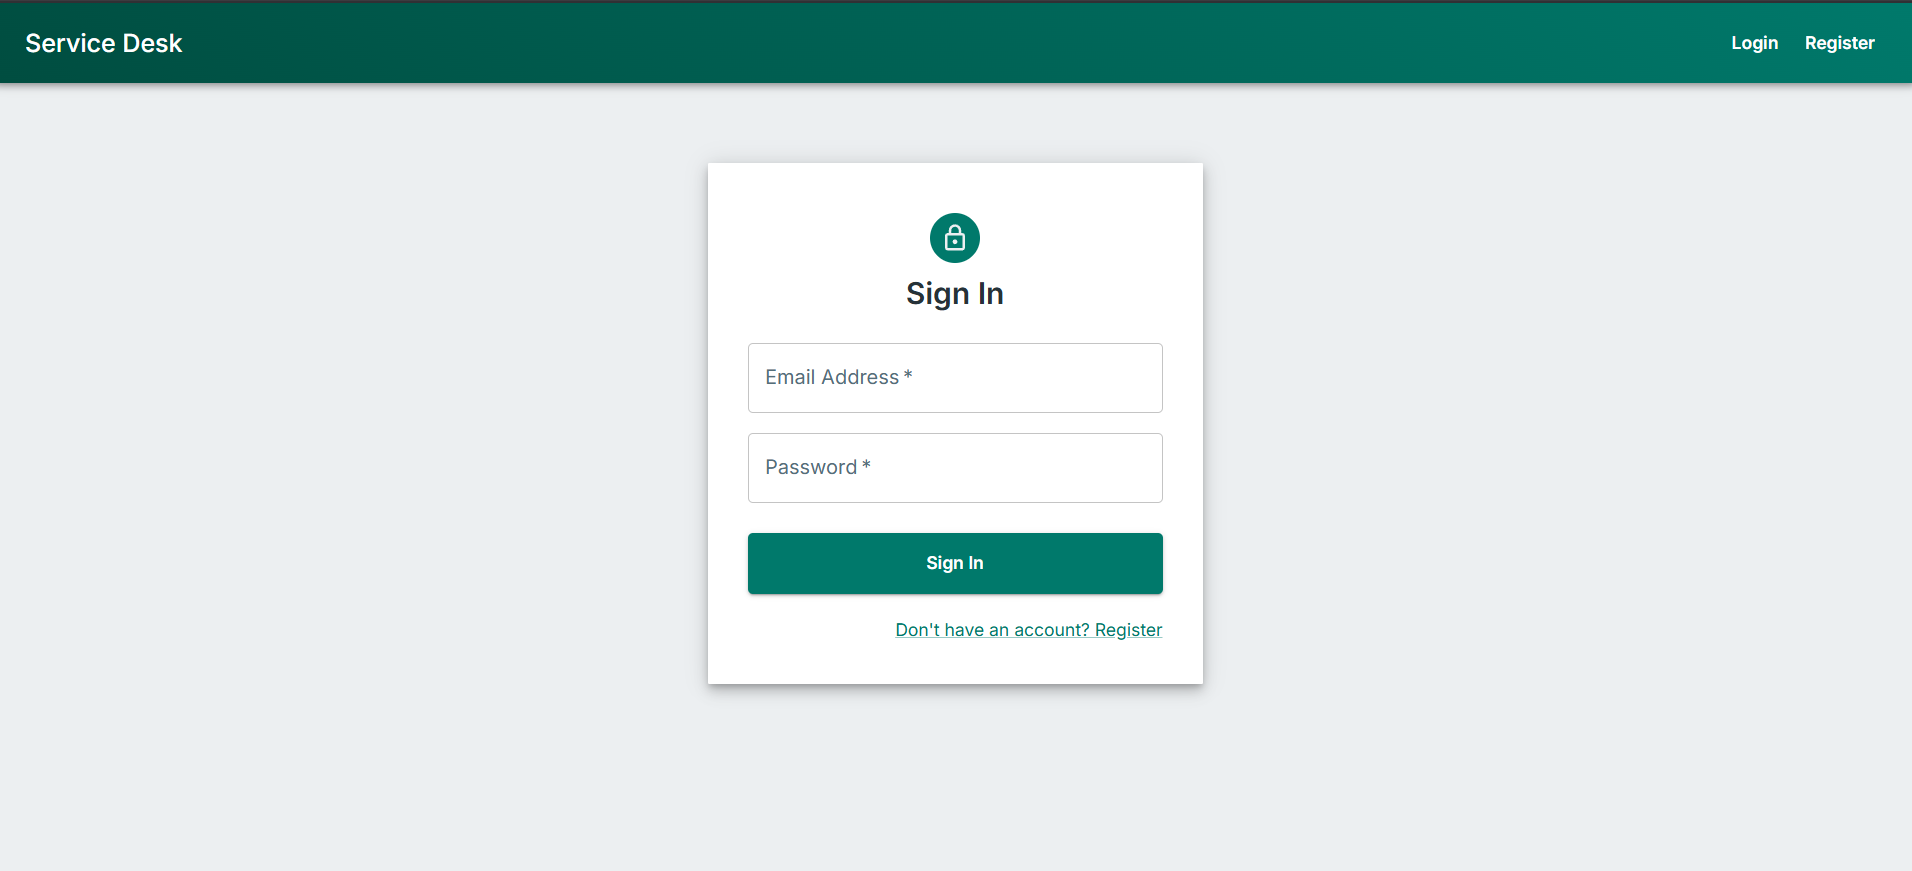 Service Desk
Login
Register
Sign In
Email Address *
Password *
Sign In
Don't have an account? Register